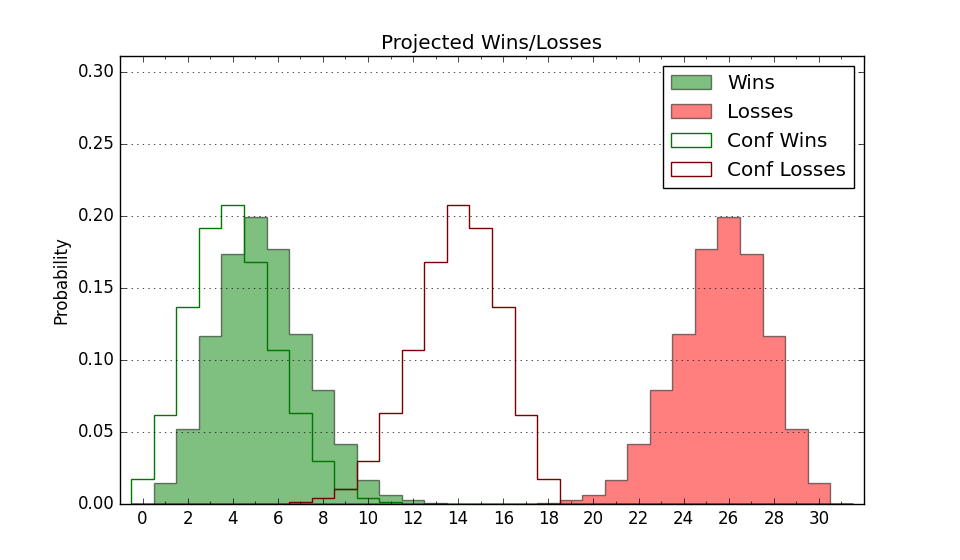 Projected Wins/Losses
Probability
0.30
0.25
0.20
0.15
0.10
0.05
0.00
0 2 4 6 8 10 12 14 16 18 20 22 24 26 28 30
Wins
Losses
Conf Wins
Conf Losses